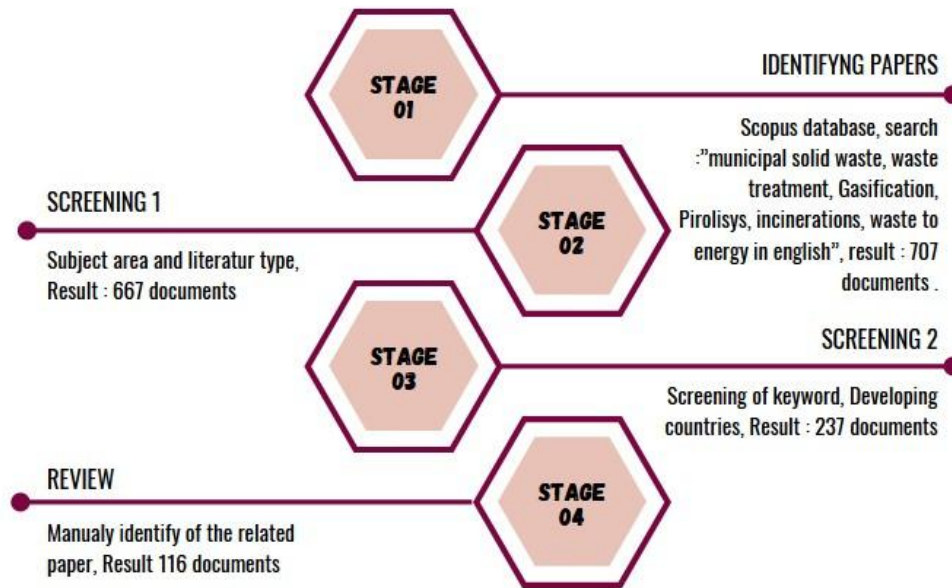 STAGE
01
IDENTIFYNG PAPERS
Scopus database, search
:"municipal solid waste, waste
treatment, Gasification,
Pirolisys, incinerations, waste to
energy in english", result : 707
documents .
STAGE
02
SCREENING 1
Subject area and literatur type,
Result : 667 documents
STAGE
03
SCREENING 2
Screening of keyword, Developing
countries, Result : 237 documents
STAGE
04
REVIEW
Manualy identify of the related
paper, Result 116 documents